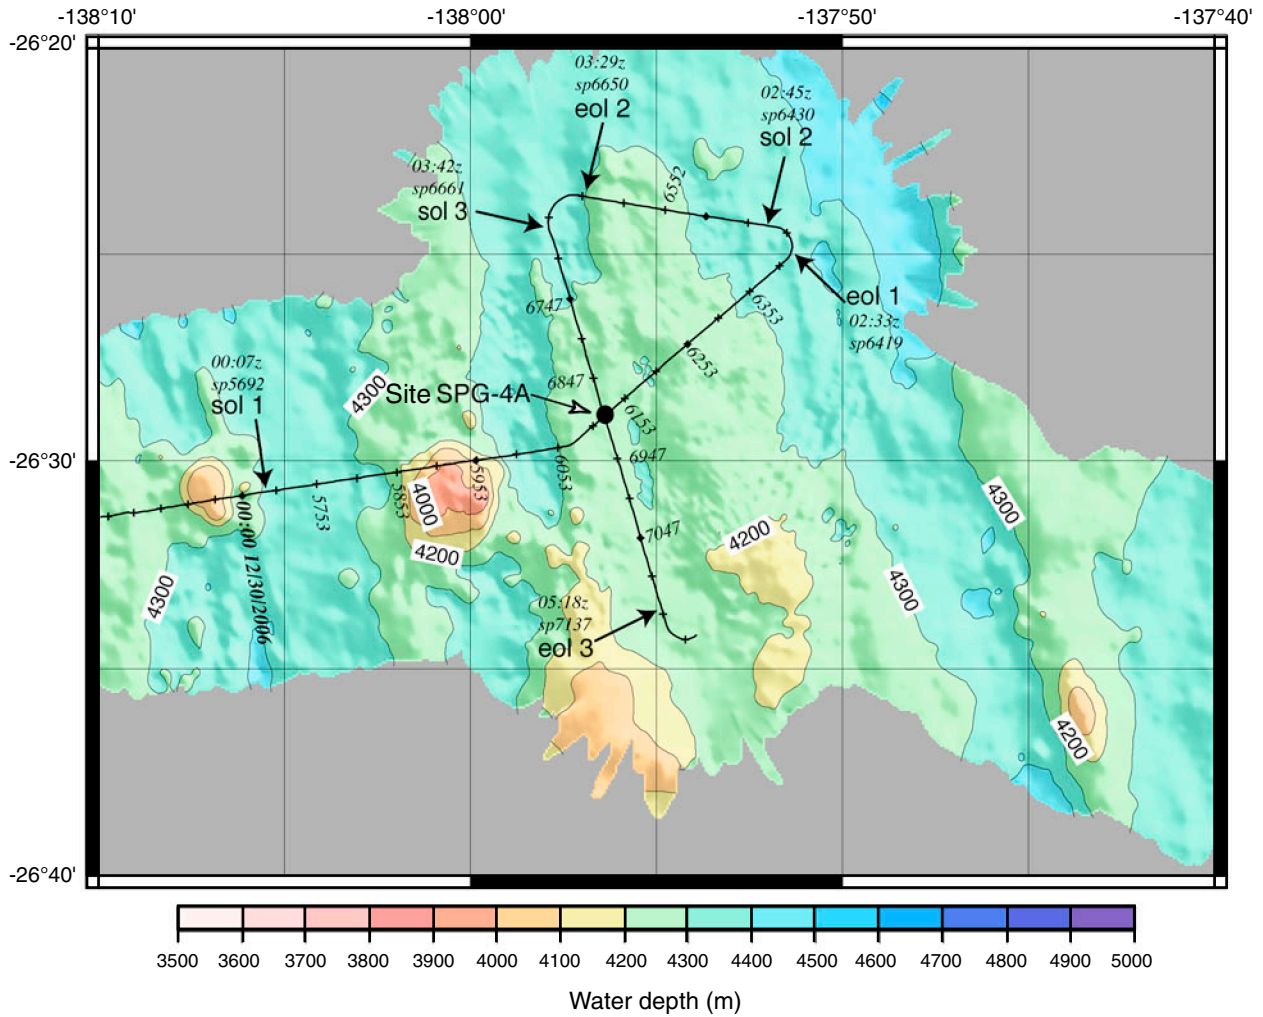 -138°10'
-138°00'
-137°50'
-137°40'
-26°20'
03:29z
sp6650
eol 2
02:45z
sp6430
sol 2
03:42z
sp6661
sol 3
6552
eol 1
02:33z
sp6419
6747
6353
00:07z
sp5692
sol 1
4300
6847
6253
Site SPG-4A
6153
6947
-26°30'
5753
5853
4000
5953
6053
4200
7047
4200
4300
00:00 12/30/2006
4300
4300
05:18z
sp7137
eol 3
4200
-26°40'
3500 3600 3700 3800 3900 4000 4100 4200 4300 4400 4500 4600 4700 4800 4900 5000
Water depth (m)